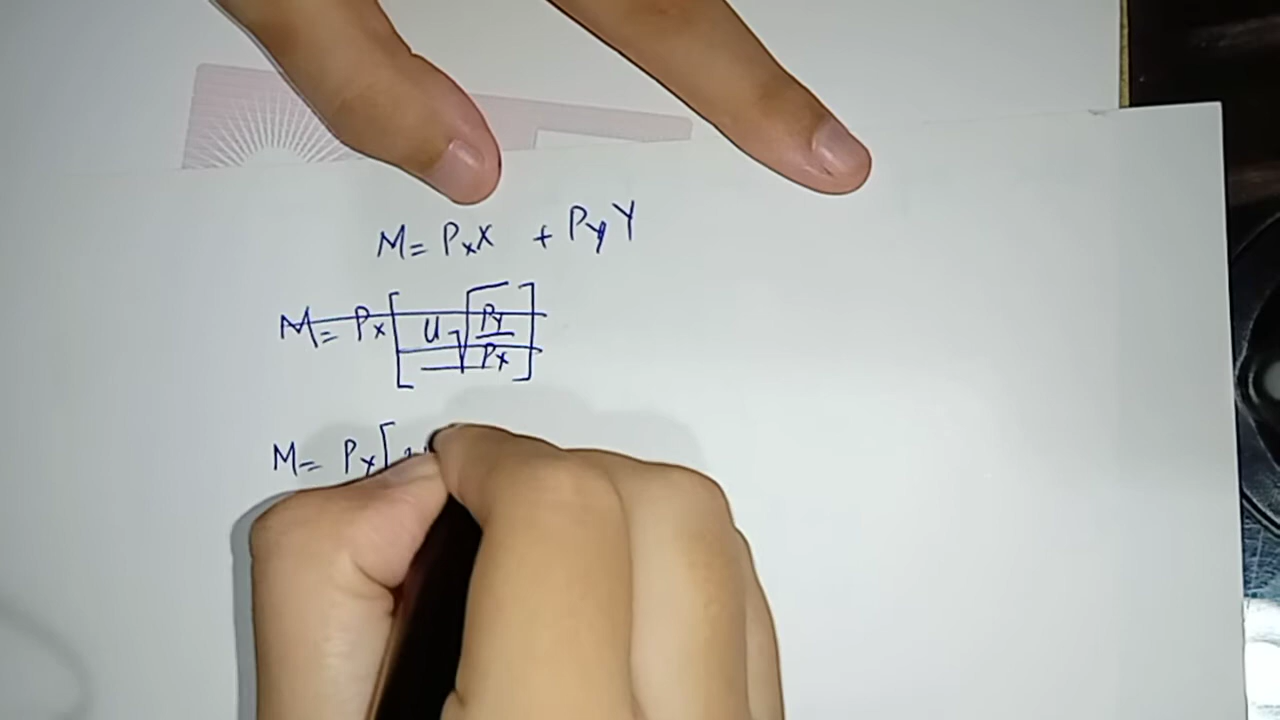 M = PxX + PyY
M = Px[U√Py/Px]
M = Px[